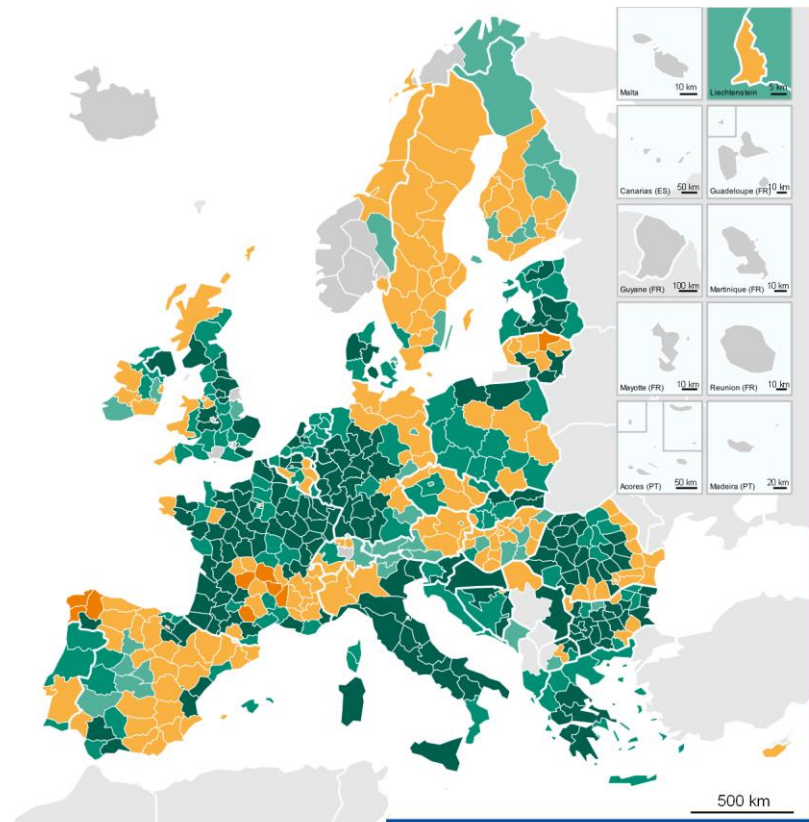 Malta
10 km
Liechtenstein
5 km
Canarias (ES)
50 km
Guadeloupe (FR)
10 km
Guyane (FR)
100 km
Martinique (FR)
10 km
Mayotte (FR)
10 km
Reunion (FR)
10 km
Acores (PT)
50 km
Madeira (PT)
20 km
500 km